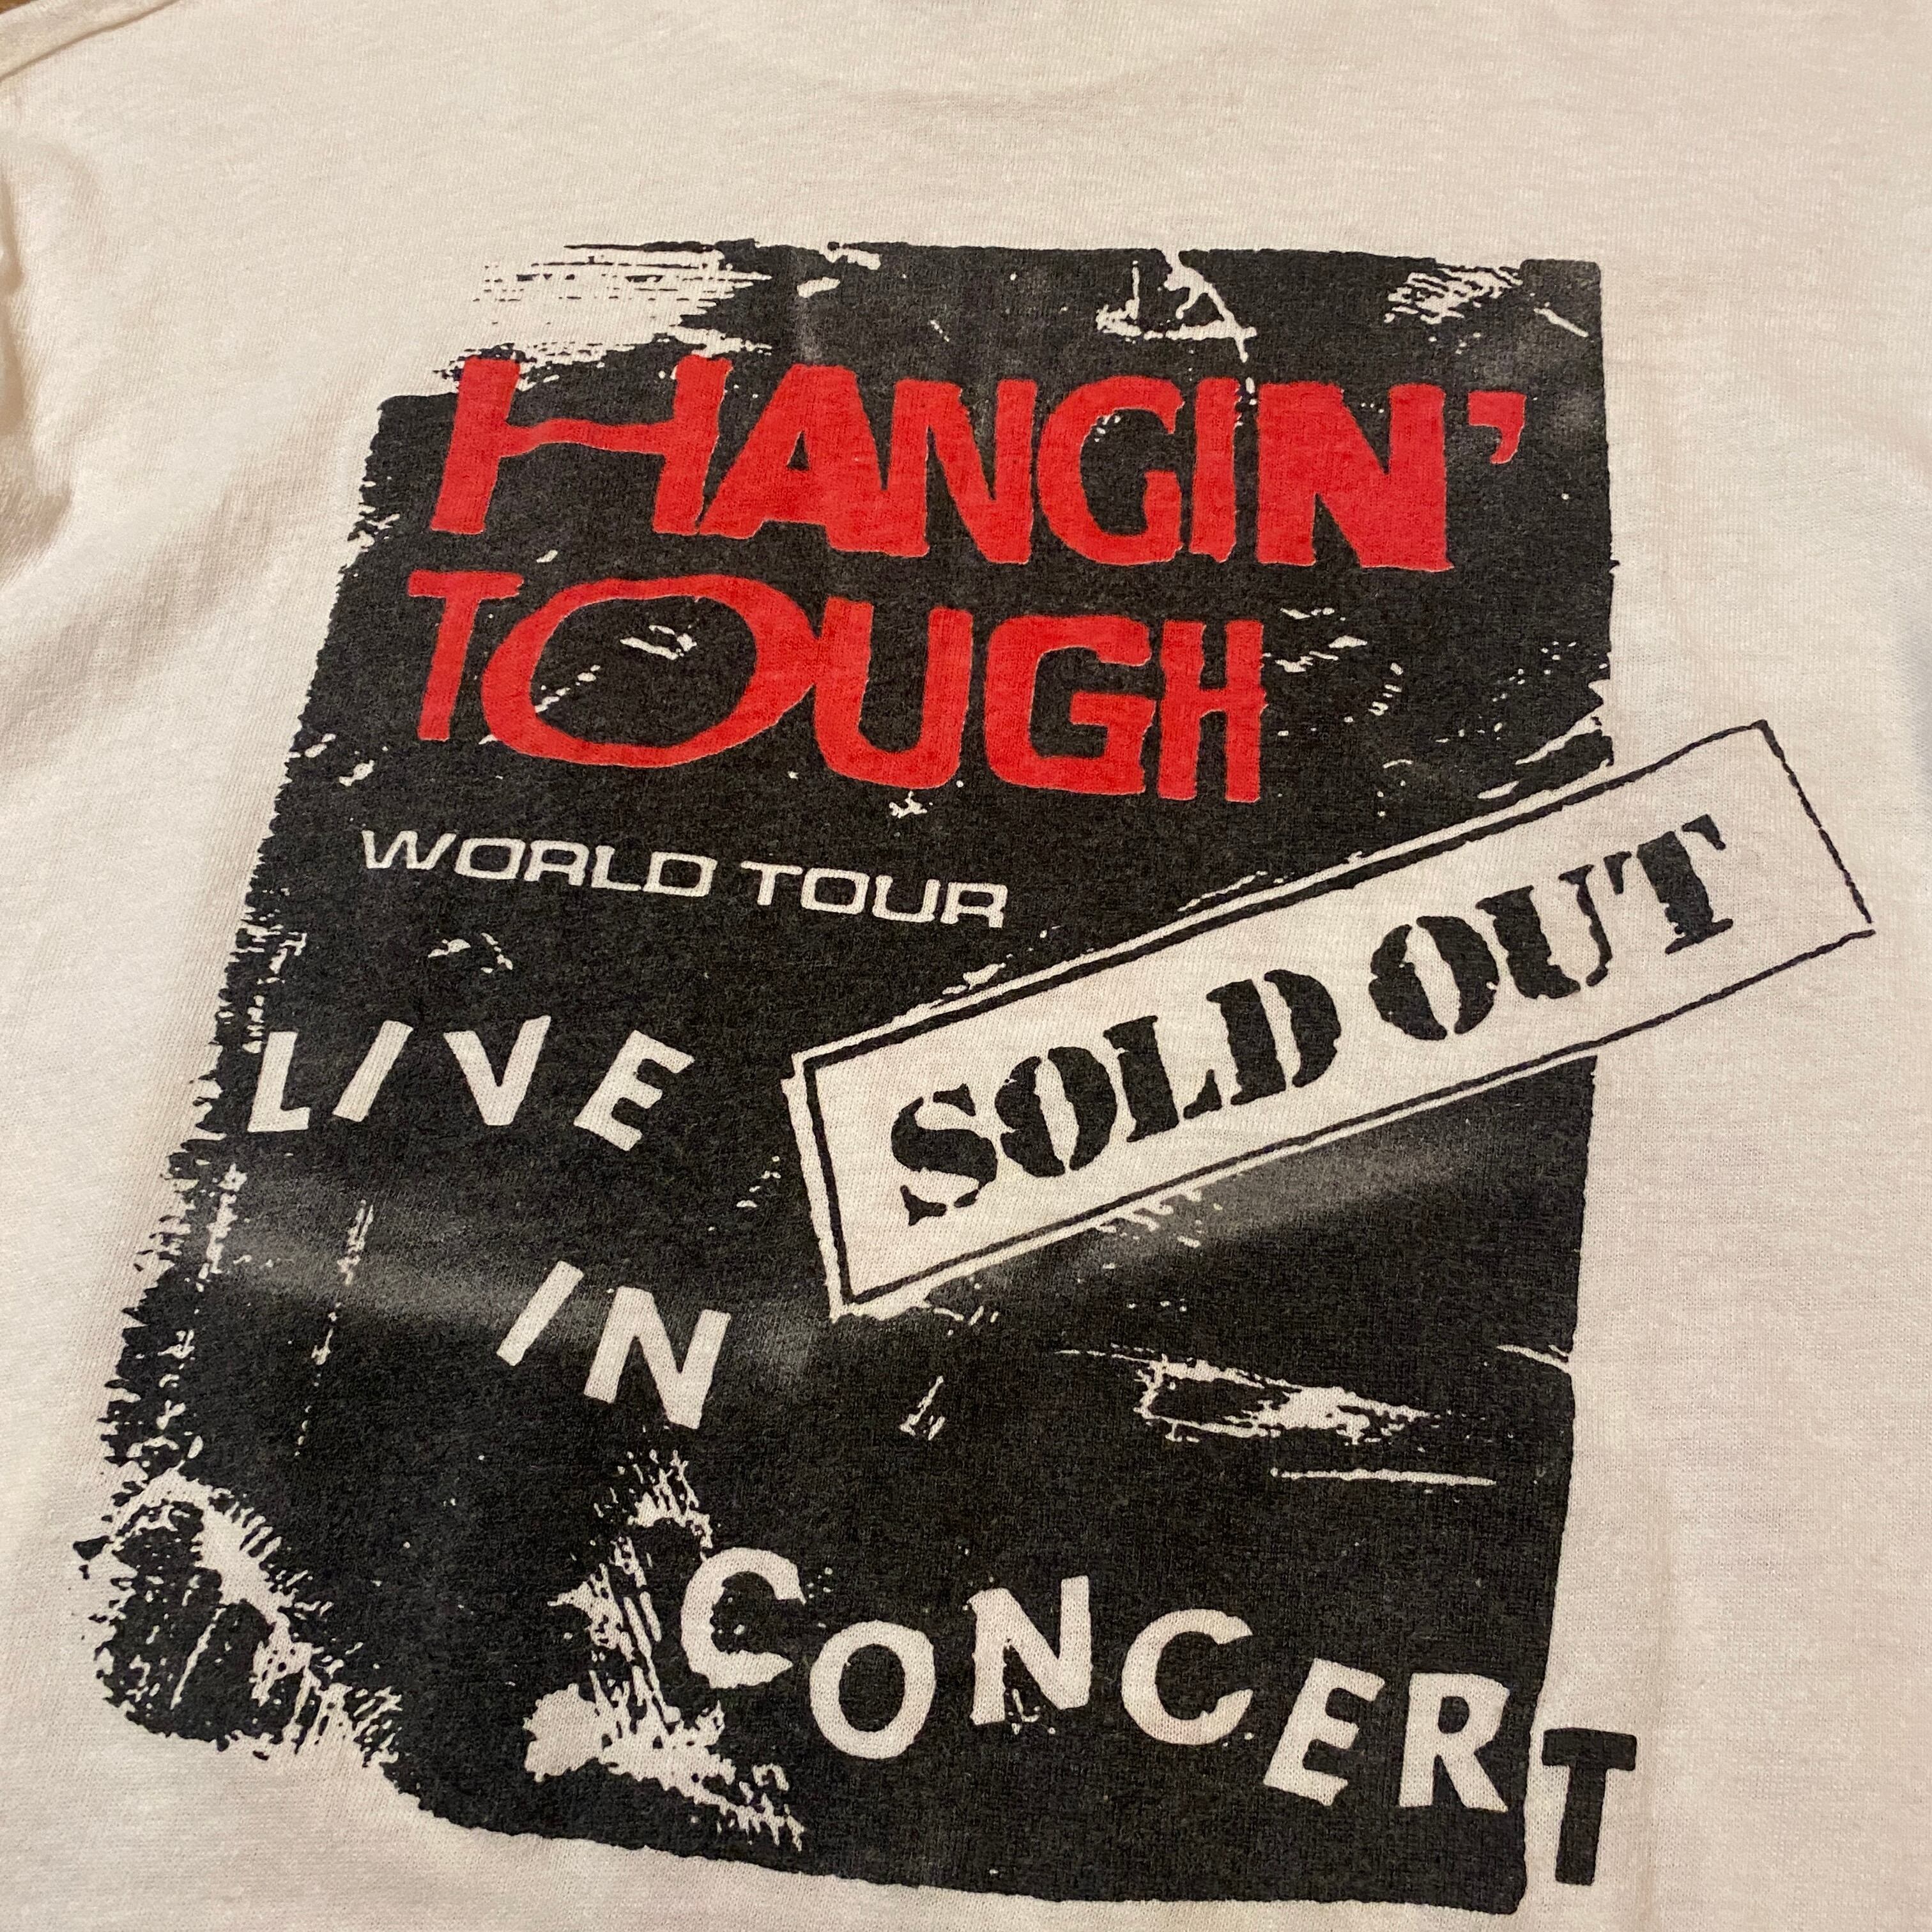 HANGIN'
TOUGH
WORLD TOUR
SOLD OUT
LIVE
IN
CONCERT